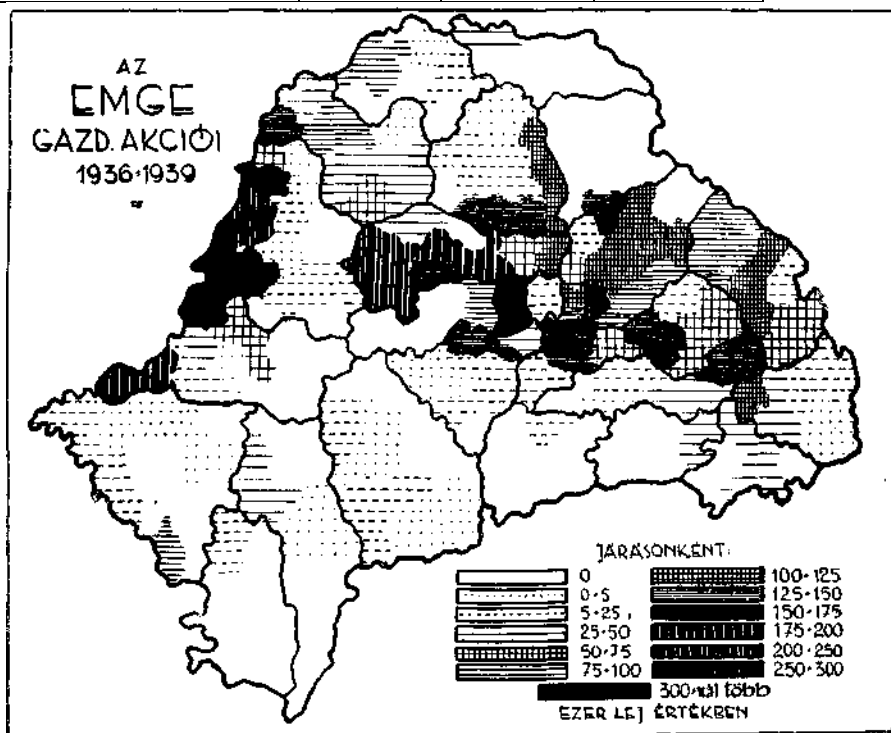 AZ
EMGE
GAZD. AKCIÓI
1936·1939
JÁRÁSONKÉNT:
0
0·5
5·25
25·50
50·75
75·100
100·125
125·150
150·175
175·200
200·250
250·300
300·nál több
EZER LEJ ÉRTÉKBEN